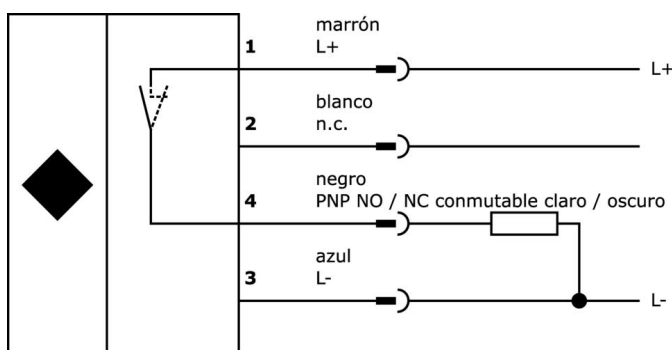 marrón
1 L+
L+
blanco
2 n.c.
negro
4 PNP NO / NC conmutable claro / oscuro
azul
3 L-
L-